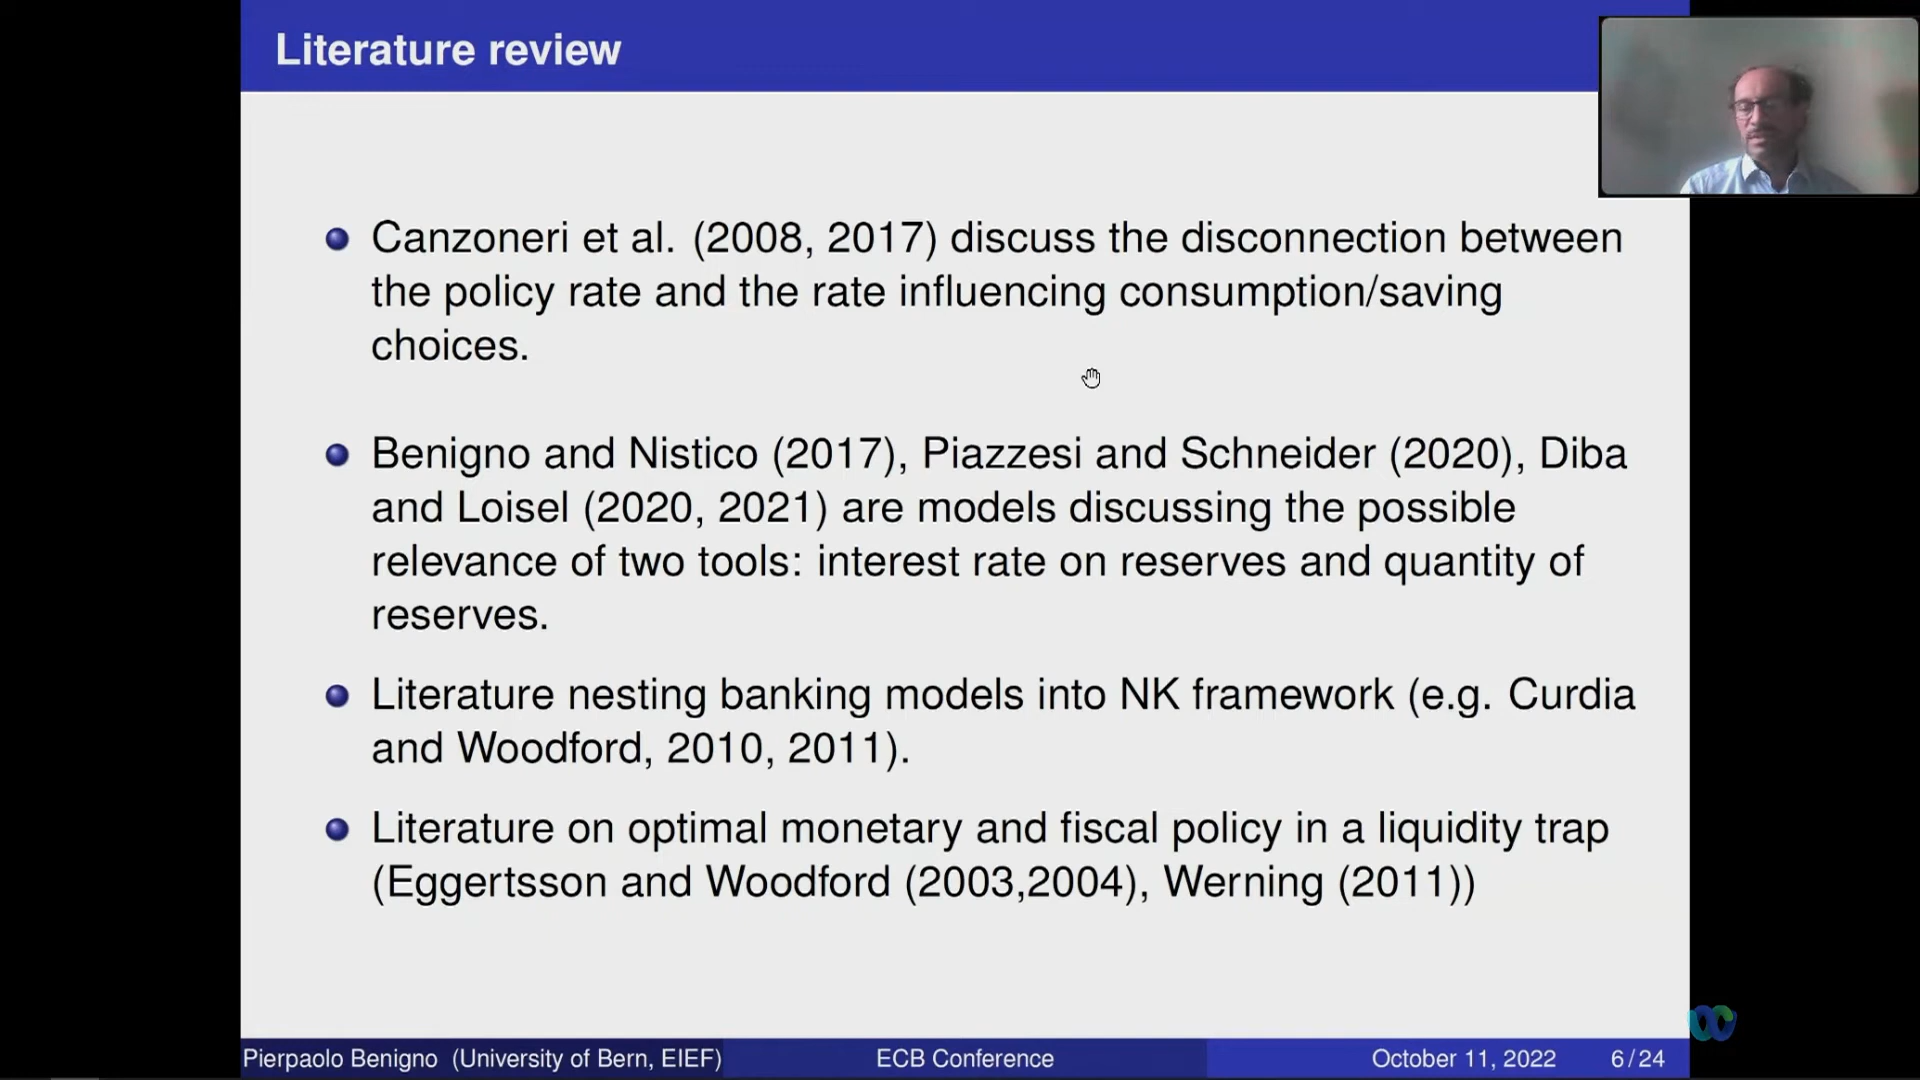 Literature review
Canzoneri et al. (2008, 2017) discuss the disconnection between
the policy rate and the rate influencing consumption/saving
choices.
Benigno and Nistico (2017), Piazzesi and Schneider (2020), Diba
and Loisel (2020, 2021) are models discussing the possible
relevance of two tools: interest rate on reserves and quantity of
reserves.
Literature nesting banking models into NK framework (e.g. Curdia
and Woodford, 2010, 2011).
Literature on optimal monetary and fiscal policy in a liquidity trap
(Eggertsson and Woodford (2003,2004), Werning (2011))
Pierpaolo Benigno (University of Bern, EIEF) ECB Conference October 11, 2022 6/24